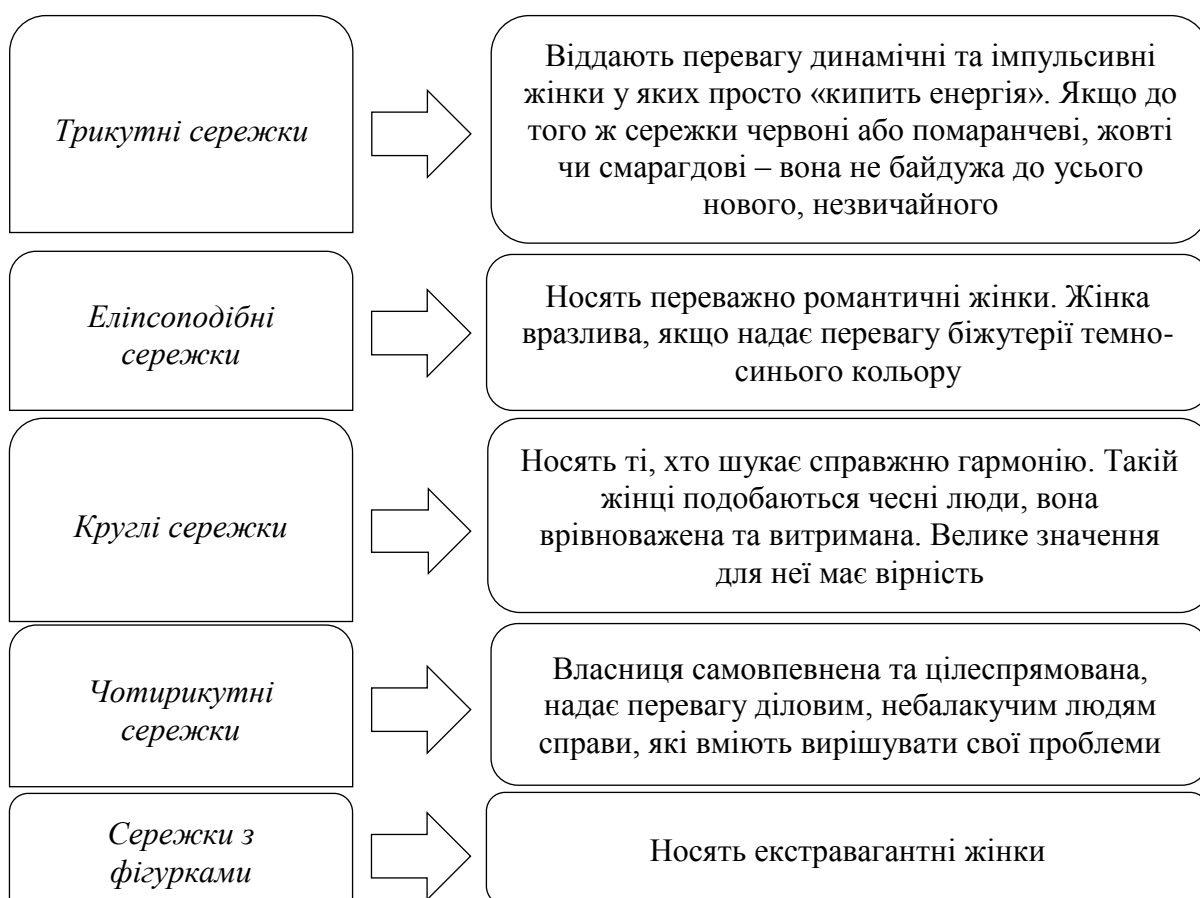 Трикутні сережки
Віддають перевагу динамічні та імпульсивні
жінки у яких просто «кипить енергія». Якщо до
того ж сережки червоні або помаранчеві, жовті
чи смарагдові – вона не байдужа до усього
нового, незвичайного
Еліпсоподібні
сережки
Носять переважно романтичні жінки. Жінка
вразлива, якщо надає перевагу біжутерії темно-
синього кольору
Круглі сережки
Носять ті, хто шукає справжню гармонію. Такій
жінці подобаються чесні люди, вона
врівноважена та витримана. Велике значення
для неї має вірність
Чотирикутні
сережки
Власниця самовпевнена та цілеспрямована,
надає перевагу діловим, небалакучим людям
справи, які вміють вирішувати свої проблеми
Сережки з
фігурками
Носять екстравагантні жінки